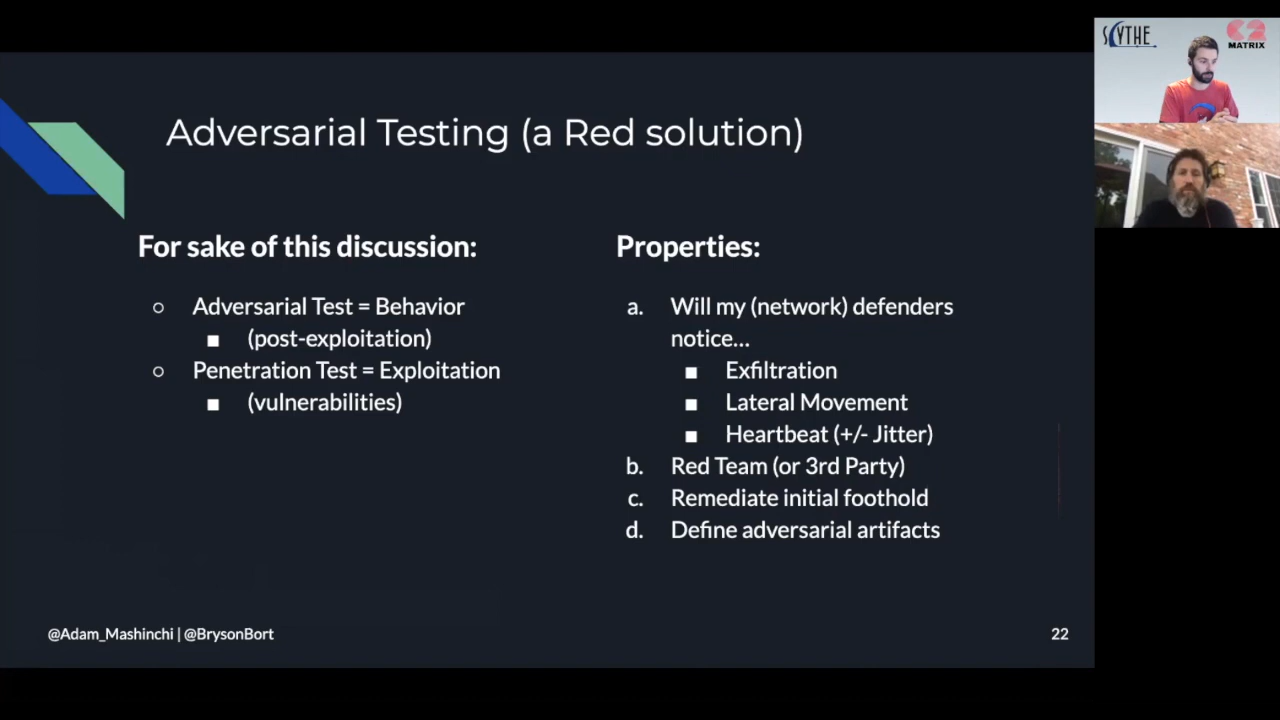 Adversarial Testing (a Red solution)
For sake of this discussion:
○ Adversarial Test = Behavior
■ (post-exploitation)
○ Penetration Test = Exploitation
■ (vulnerabilities)
Properties:
a. Will my (network) defenders
notice...
■ Exfiltration
■ Lateral Movement
■ Heartbeat (+/- Jitter)
b. Red Team (or 3rd Party)
c. Remediate initial foothold
d. Define adversarial artifacts
@Adam_Mashinchi | @BrysonBort
22
SCYTHE
C2
MATRIX